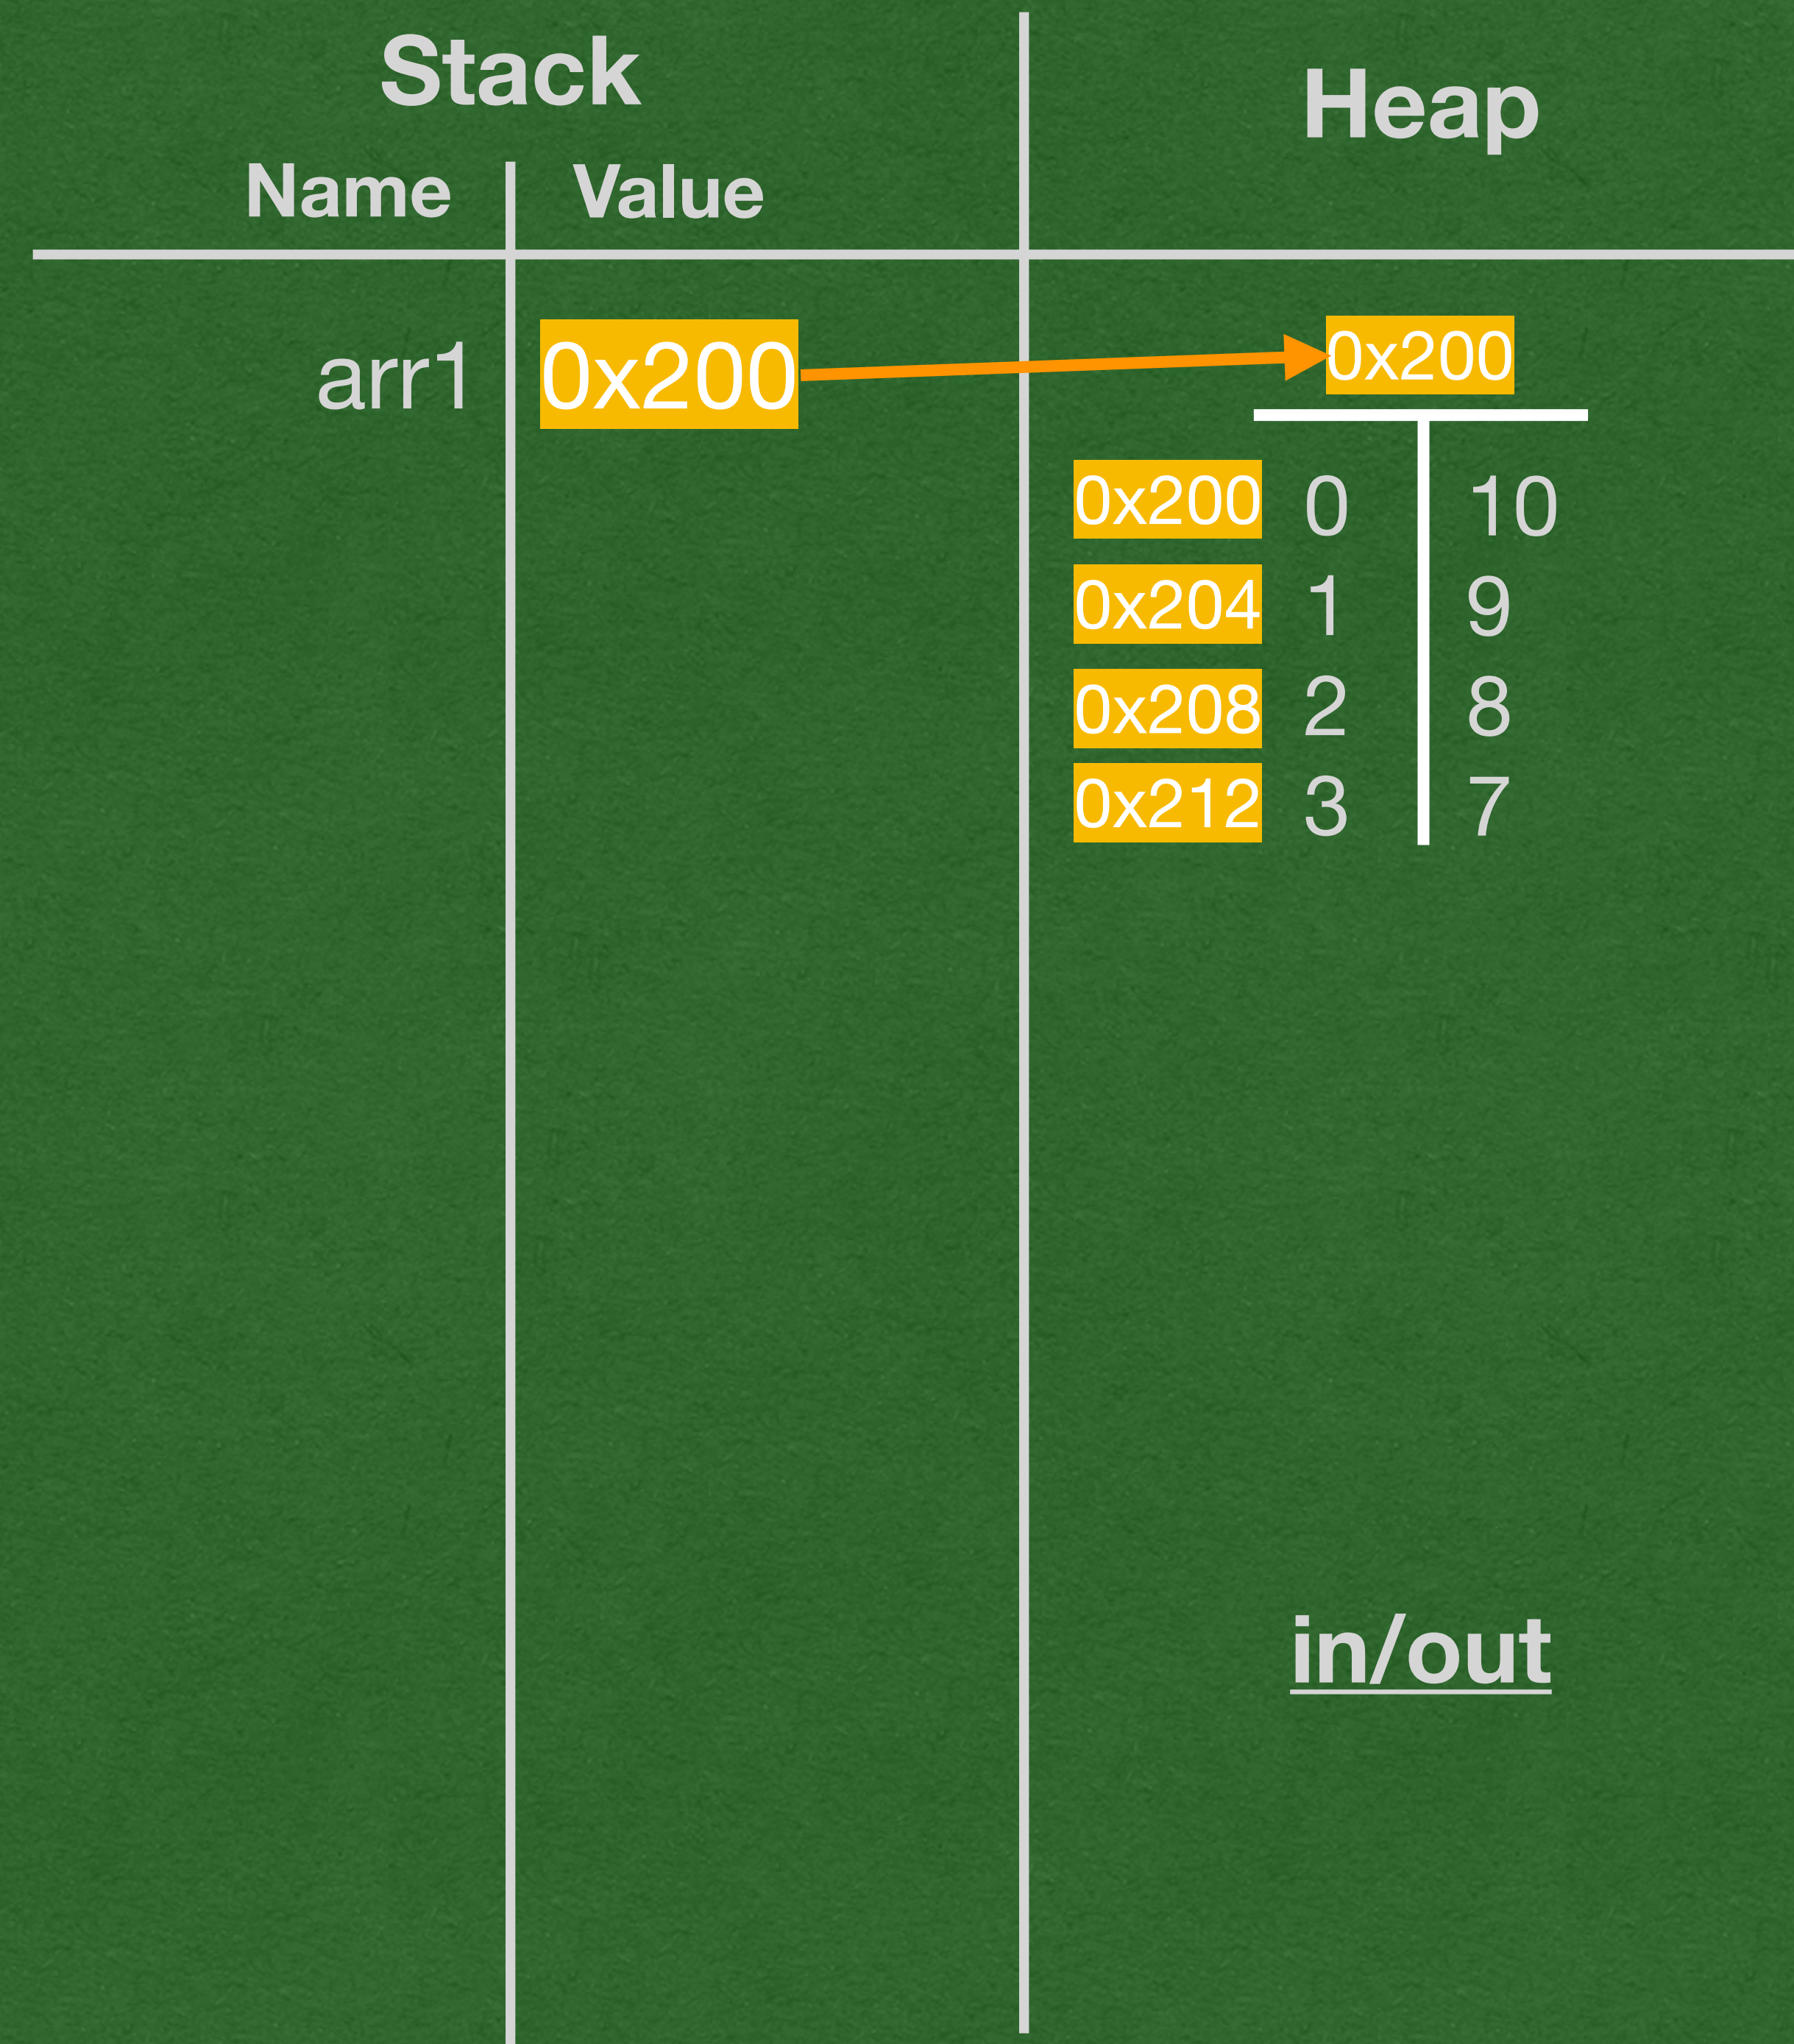 Stack
Heap
Name Value
arr1 0x200
0x200
0x200 0 10
0x204 1 9
0x208 2 8
0x212 3 7
in/out